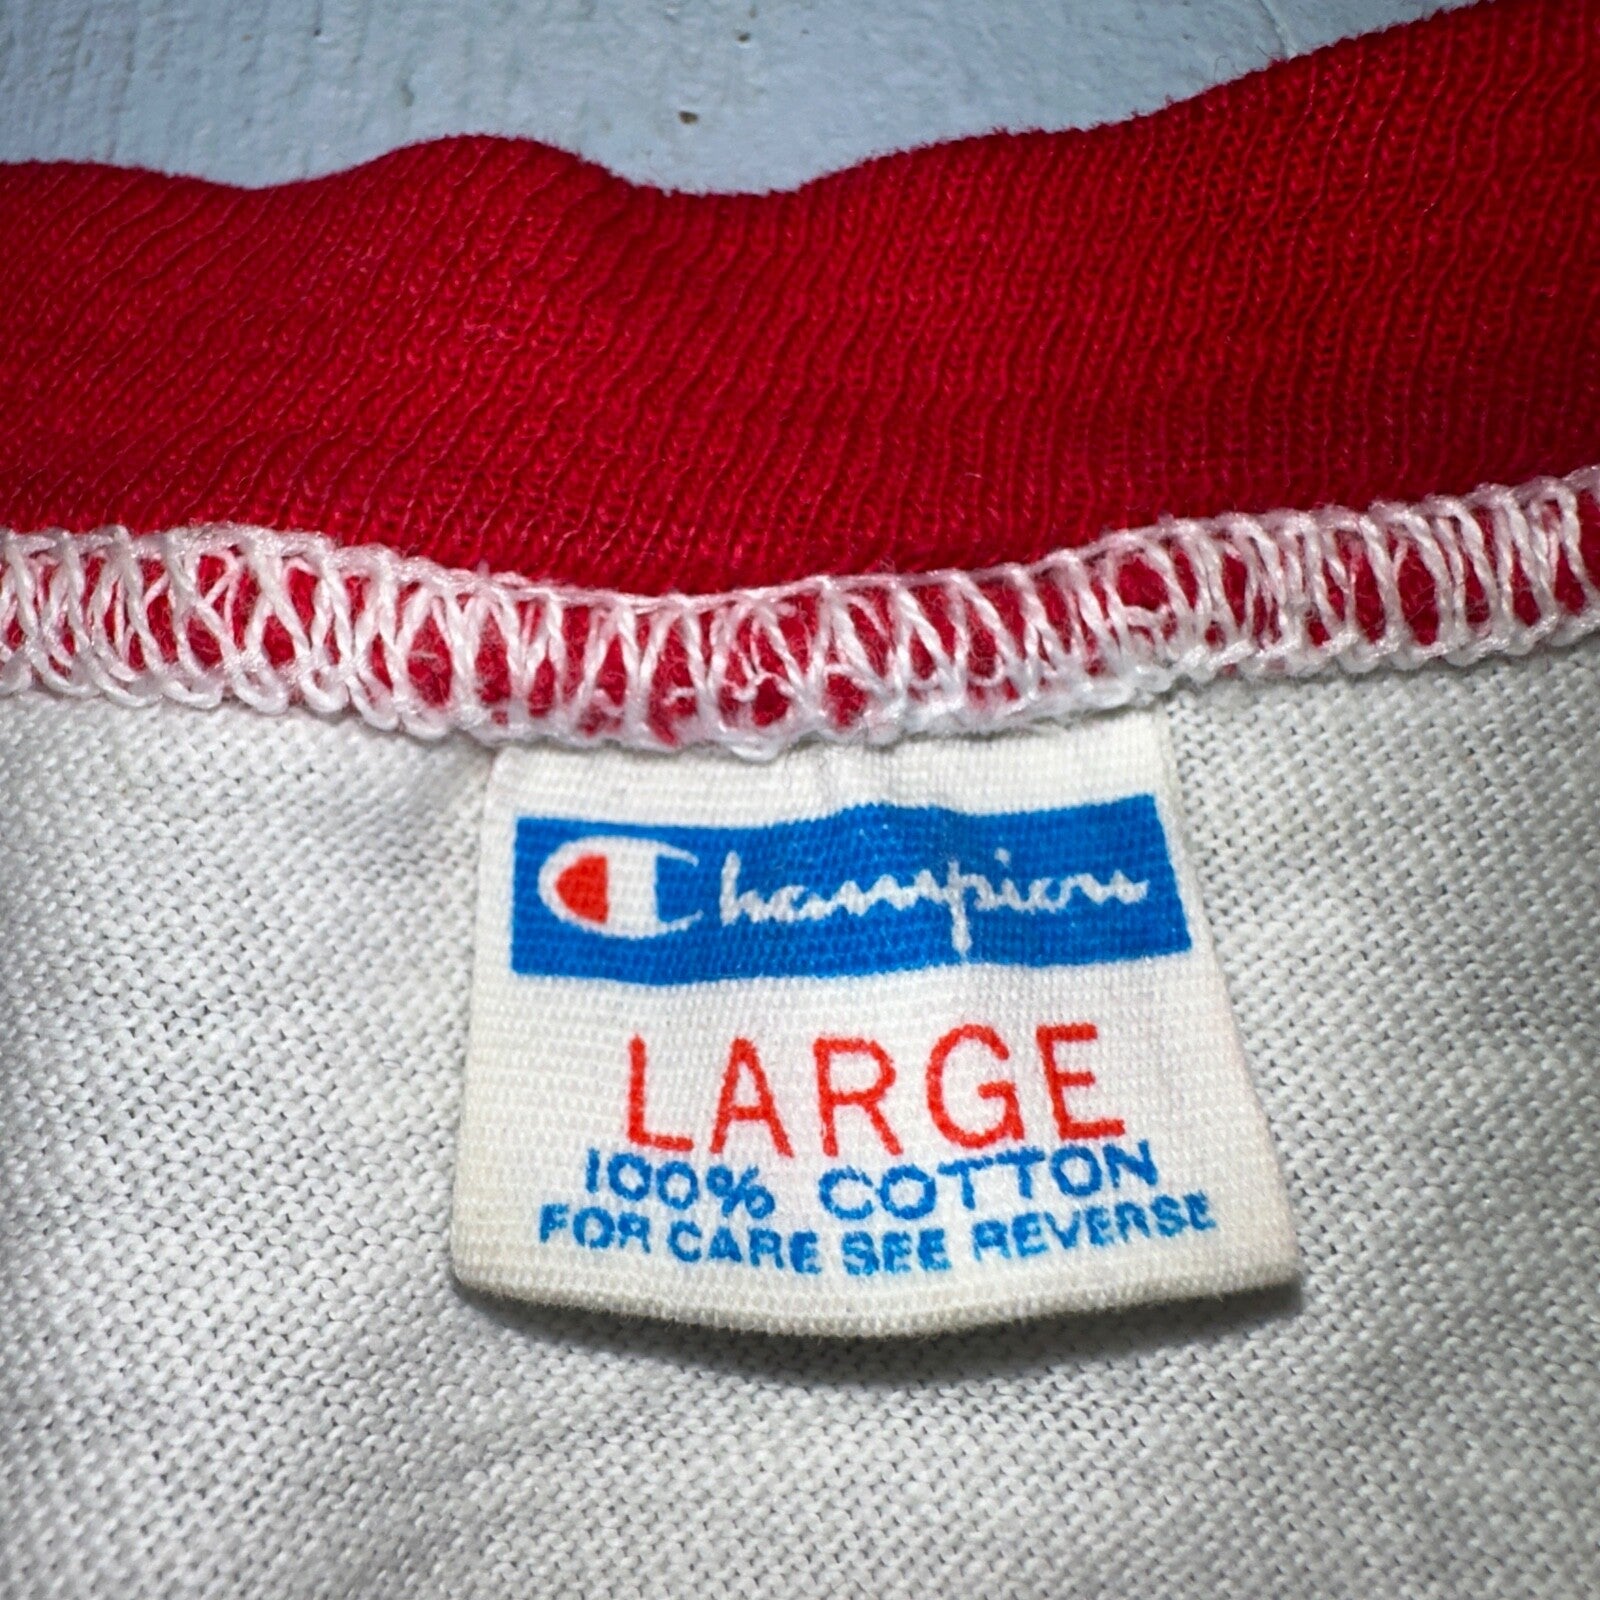 Champion
LARGE
100% COTTON
FOR CARE SEE REVERSE